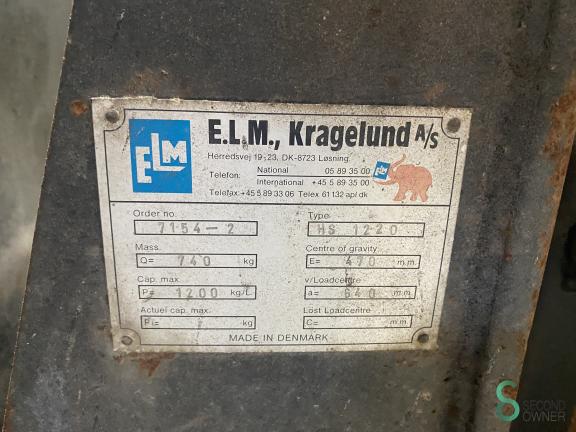 ELM
E.L.M., Kragelund A/S
Herredsvej 19-23, DK-8723 Løsning
Telefon: National 05 89 35 00
International +45 5 89 35 00
Telefax +45 5 89 33 06 Telex 61132 apl dk
ELM
Order no. Type
7154-2 HS 1220
Mass. Centre of gravity
Q= 740 kg E= 470 mm
Cap. max. v/Loadcentre
P= 1200 kg/L a= 640 mm
Actuel cap. max. Lost Loadcentre
P= kg C= mm
MADE IN DENMARK
S SECOND OWNER